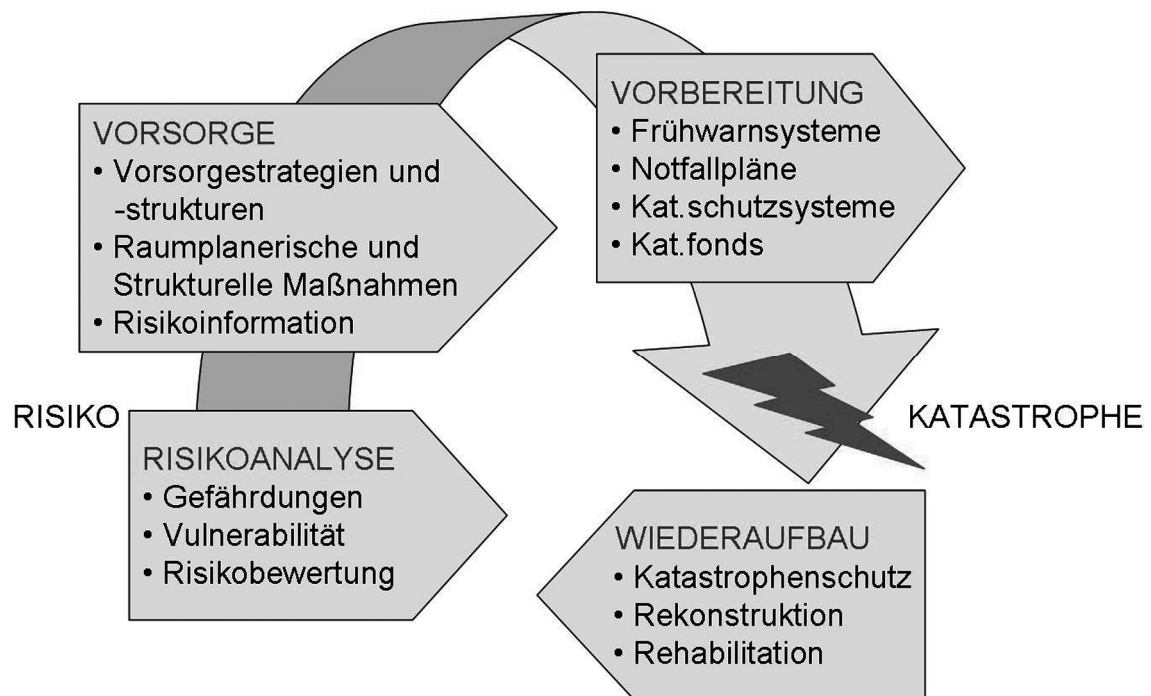 VORSORGE
• Vorsorgestrategien und
-strukturen
• Raumplanerische und
Strukturelle Maßnahmen
• Risikoinformation
VORBEREITUNG
• Frühwarnsysteme
• Notfallpläne
• Kat.schutzsysteme
• Kat.fonds
RISIKO
KATASTROPHE
RISIKOANALYSE
• Gefährdungen
• Vulnerabilität
• Risikobewertung
WIEDERAUFBAU
• Katastrophenschutz
• Rekonstruktion
• Rehabilitation